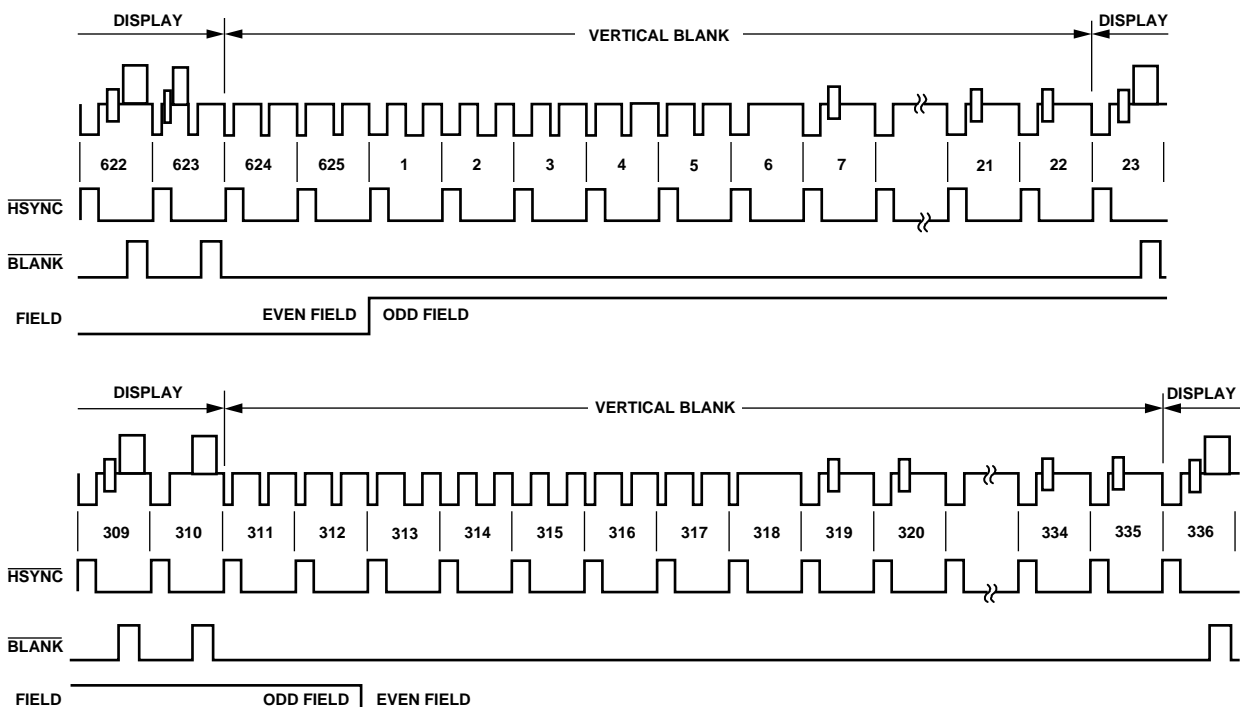 DISPLAY VERTICAL BLANK DISPLAY
622 623 624 625 1 2 3 4 5 6 7 21 22 23
HSYNC
BLANK
FIELD EVEN FIELD ODD FIELD
DISPLAY VERTICAL BLANK DISPLAY
309 310 311 312 313 314 315 316 317 318 319 320 334 335 336
HSYNC
BLANK
FIELD ODD FIELD EVEN FIELD